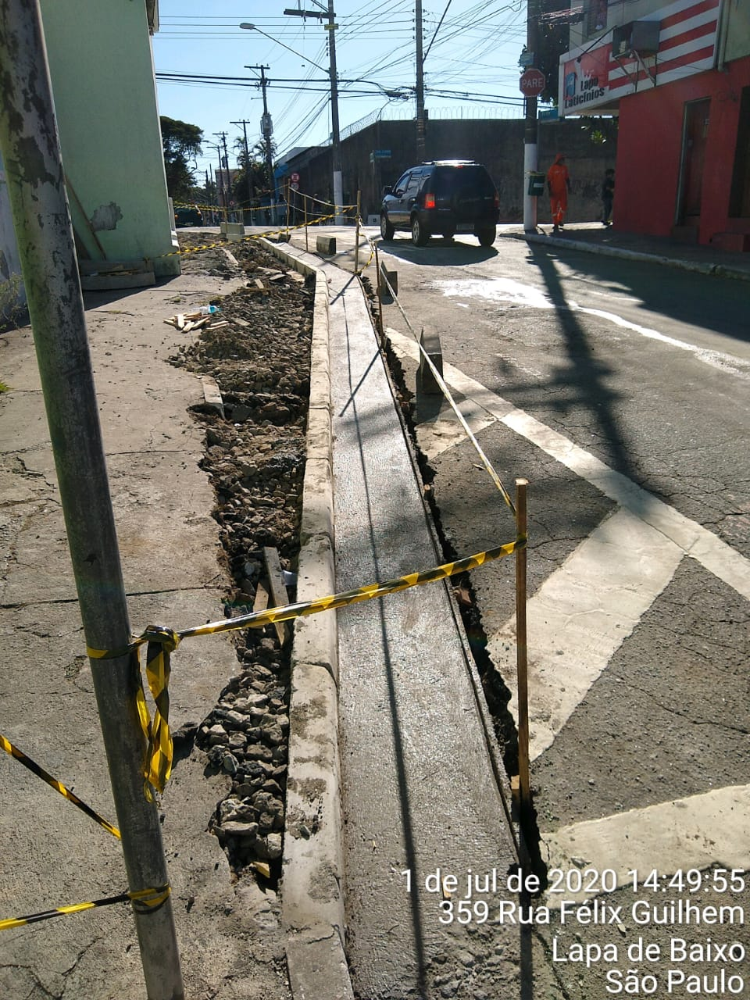 PARE
Lapa
Laticínios
1 de jul de 2020 14:49:55
359 Rua Félix Guilhem
Lapa de Baixo
São Paulo